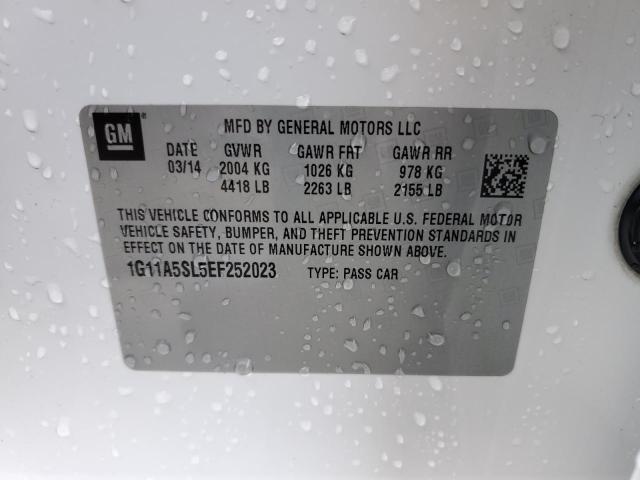 GM
MFD BY GENERAL MOTORS LLC
DATE GVWR GAWR FRT GAWR RR
03/14 2004 KG 1026 KG 978 KG
4418 LB 2263 LB 2155 LB
THIS VEHICLE CONFORMS TO ALL APPLICABLE U.S. FEDERAL MOTOR
VEHICLE SAFETY, BUMPER, AND THEFT PREVENTION STANDARDS IN
EFFECT ON THE DATE OF MANUFACTURE SHOWN ABOVE.
1G11A5SL5EF252023 TYPE: PASS CAR